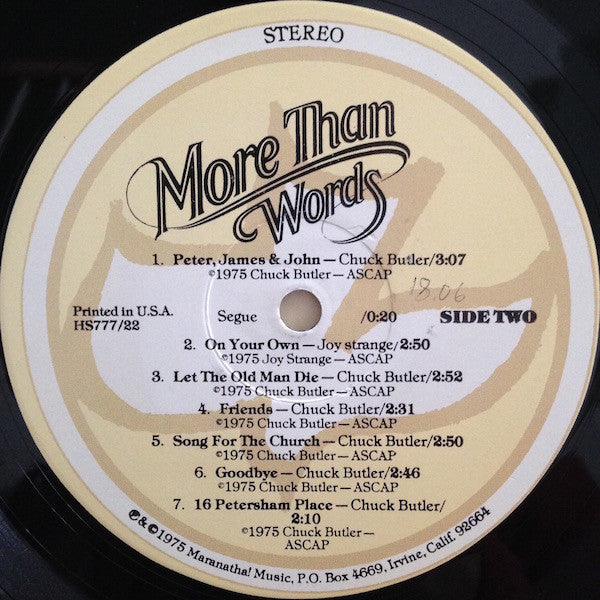 STEREO
More Than
Words
1. Peter, James & John — Chuck Butler/3:07
©1975 Chuck Butler — ASCAP
18.06
Printed in U.S.A.
HS777/22
Segue /0:20
SIDE TWO
2. On Your Own — Joy strange/2:50
©1975 Joy Strange — ASCAP
3. Let The Old Man Die — Chuck Butler/2:52
©1975 Chuck Butler — ASCAP
4. Friends — Chuck Butler/2:31
©1975 Chuck Butler — ASCAP
5. Song For The Church — Chuck Butler/2:50
©1975 Chuck Butler — ASCAP
6. Goodbye — Chuck Butler/2:46
©1975 Chuck Butler — ASCAP
7. 16 Petersham Place — Chuck Butler/
2:10
©1975 Chuck Butler —
ASCAP
℗&©1975 Maranatha! Music, P.O. Box 4669, Irvine, Calif. 92664